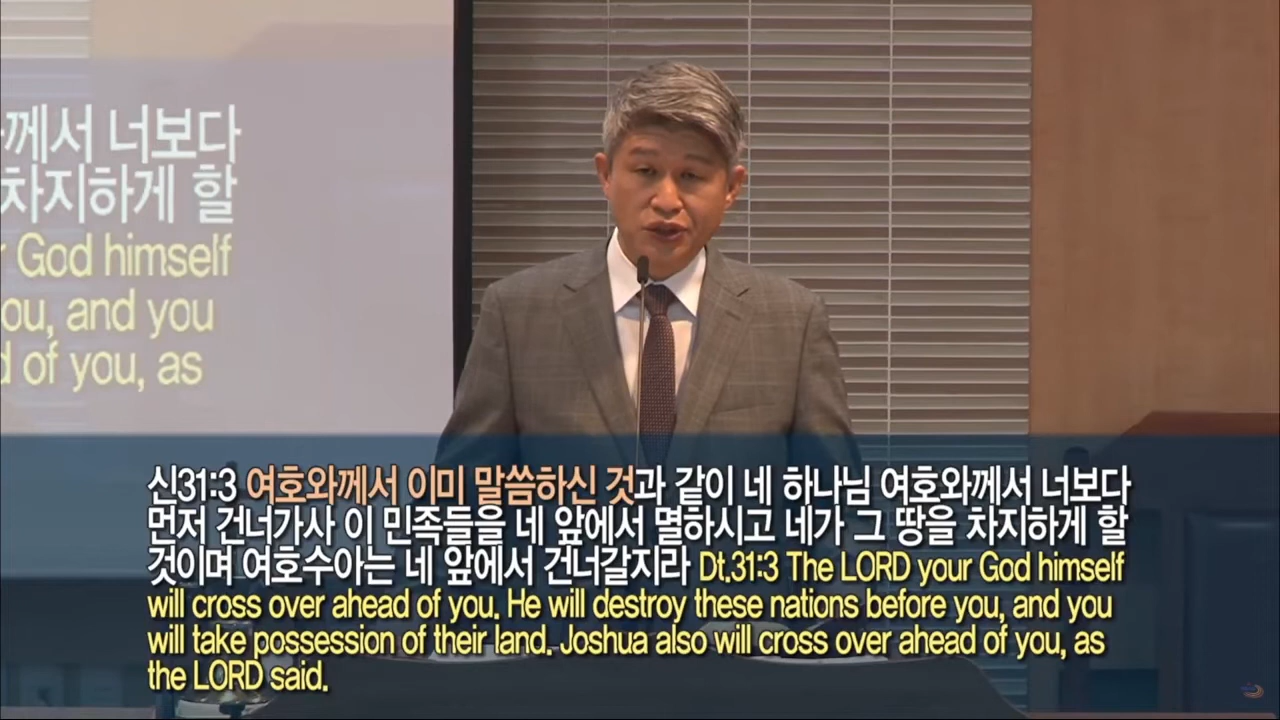 께서 너보다
차지하게 할
God himself
ou, and you
d of you, as
신31:3 여호와께서 이미 말씀하신 것과 같이 네 하나님 여호와께서 너보다
먼저 건너가사 이 민족들을 네 앞에서 멸하시고 네가 그 땅을 차지하게 할
것이며 여호수아는 네 앞에서 건너갈지라 Dt.31:3 The LORD your God himself
will cross over ahead of you. He will destroy these nations before you, and you
will take possession of their land. Joshua also will cross over ahead of you, as
the LORD said.